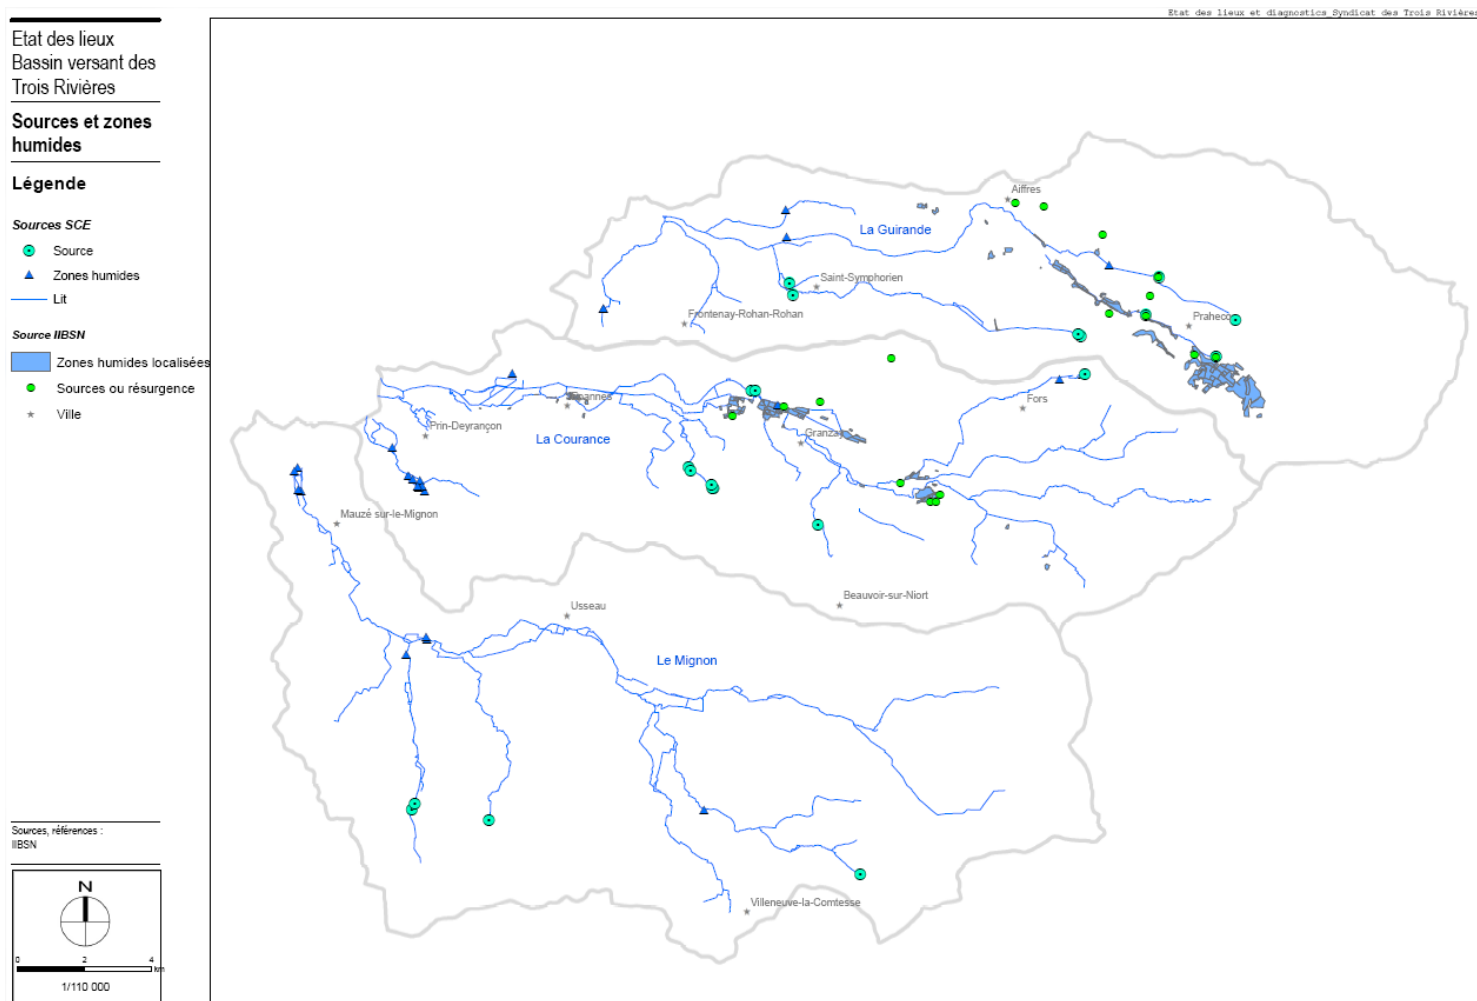 Etat des lieux et diagnostics_Syndicat des Trois Rivières
Etat des lieux
Bassin versant des
Trois Rivières
Sources et zones
humides
Légende
Sources SCE
Source
Zones humides
Lit
Source IIBSN
Zones humides localisées
Sources ou résurgence
Ville
Aiffres
La Guirande
Saint-Symphorien
Frontenay-Rohan-Rohan
Praheco
Fors
Prin-Deyrançon
La Courance
Granzay
Mauzé sur-le-Mignon
Beauvoir-sur-Niort
Usseau
Le Mignon
Villeneuve-la-Comtesse
Sources, références :
IIBSN
N
0 2 4
km
1/110 000